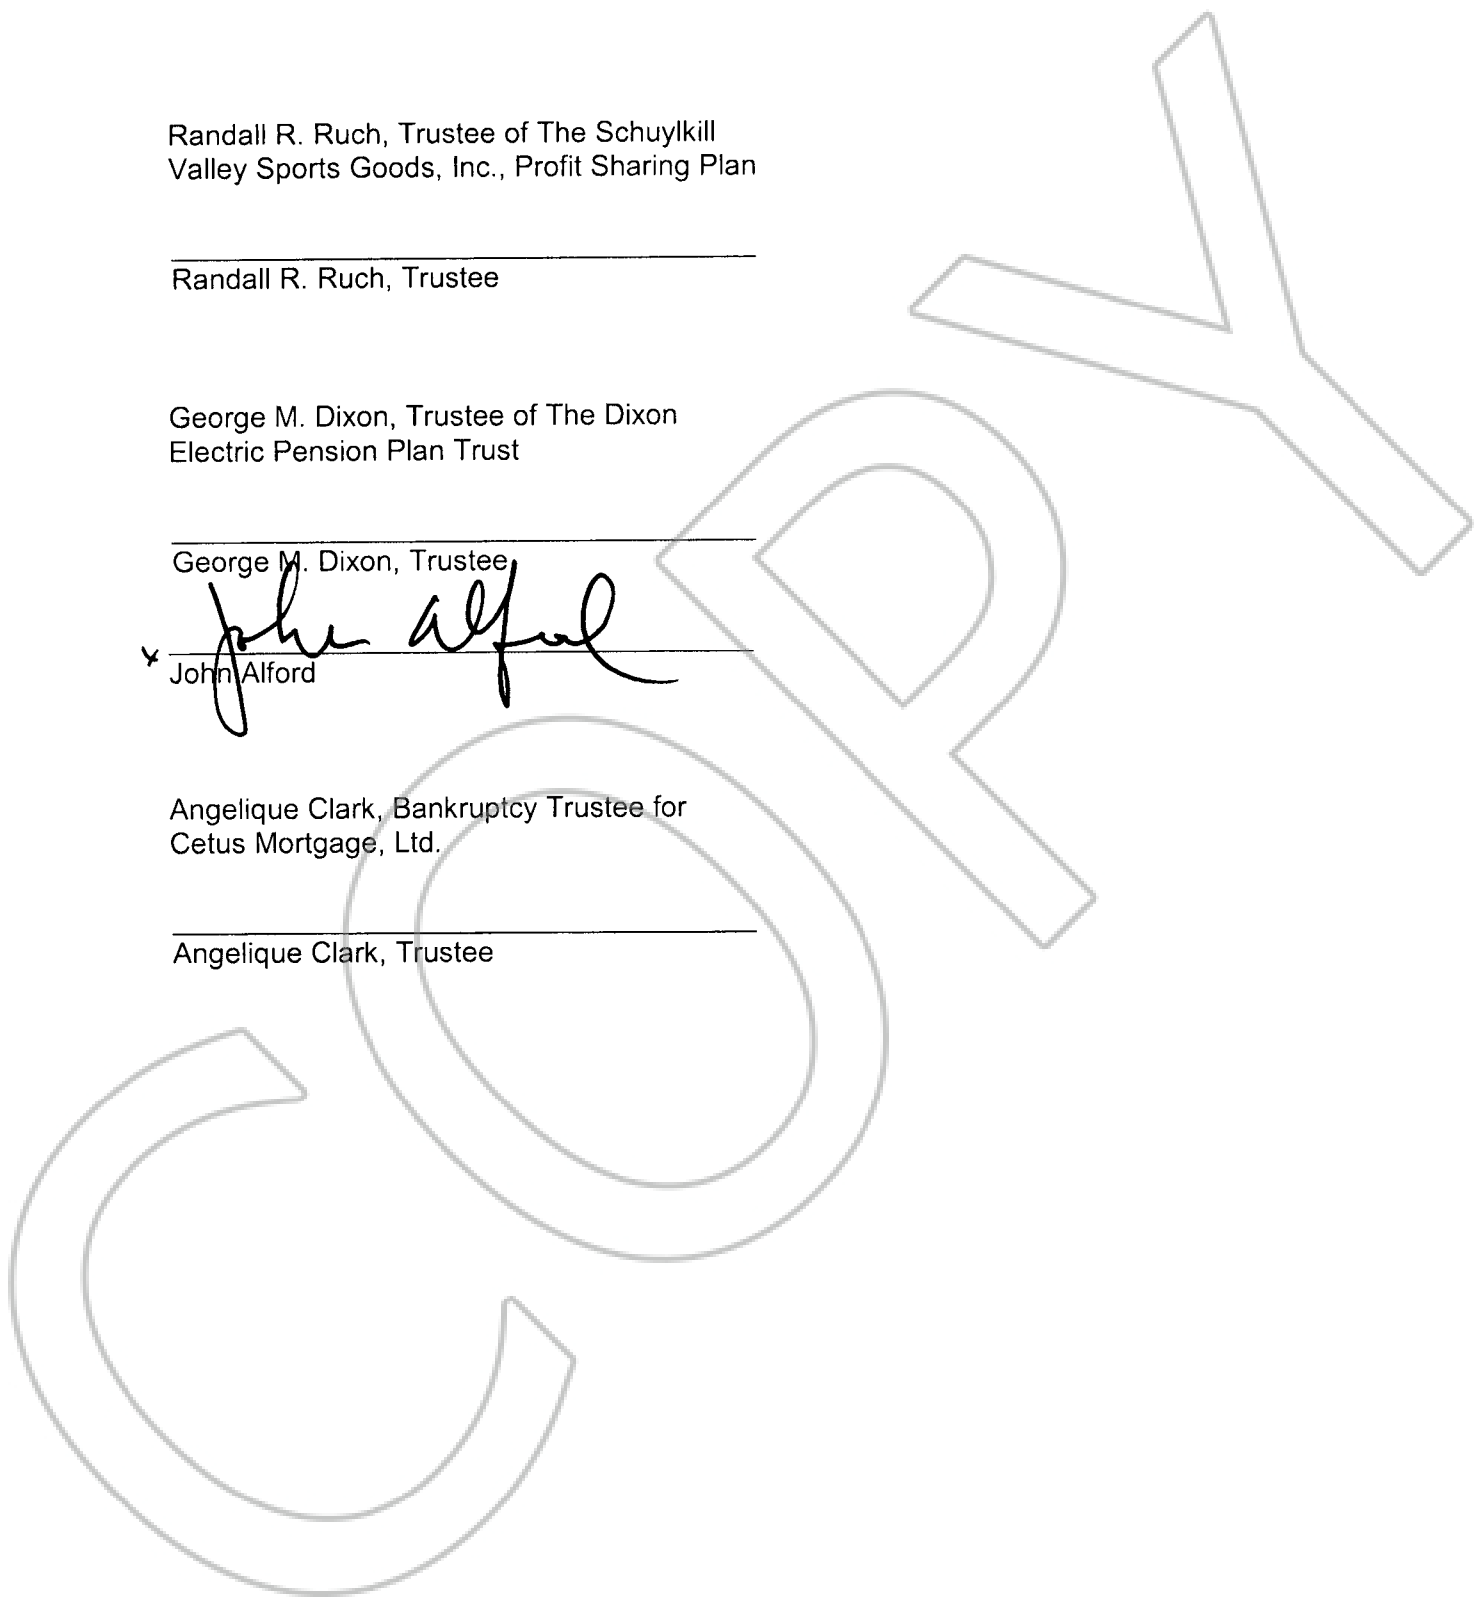 Randall R. Ruch, Trustee of The Schuylkill
Valley Sports Goods, Inc., Profit Sharing Plan
Randall R. Ruch, Trustee
George M. Dixon, Trustee of The Dixon
Electric Pension Plan Trust
George M. Dixon, Trustee
x John Alford
John Alford
Angelique Clark, Bankruptcy Trustee for
Cetus Mortgage, Ltd.
Angelique Clark, Trustee
COPY